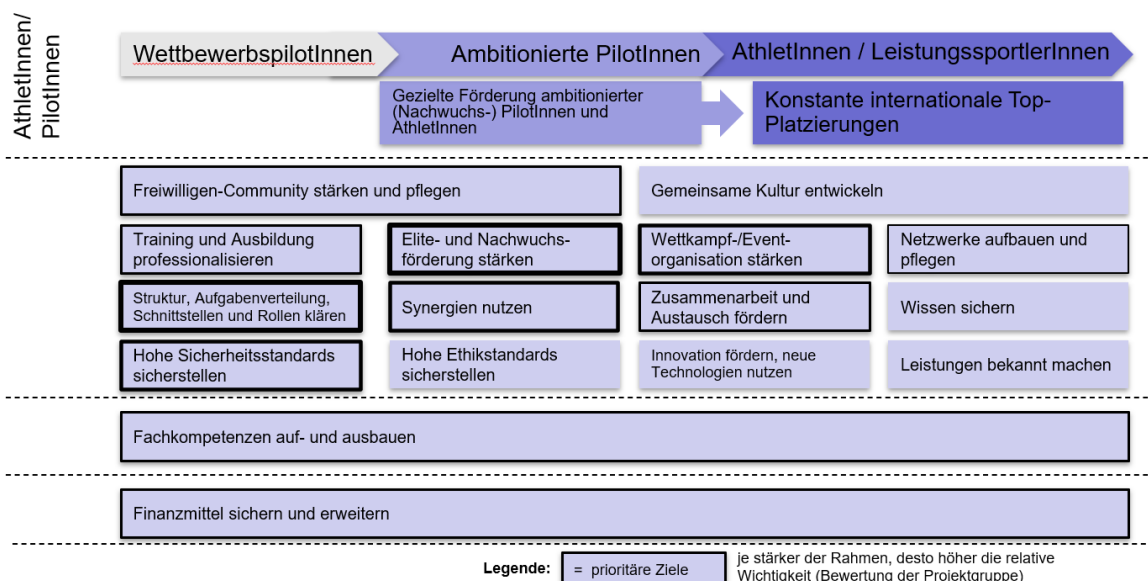 AthletInnen/
PilotInnen
WettbewerbspilotInnen
Ambitionierte PilotInnen
AthletInnen / LeistungssportlerInnen
Gezielte Förderung ambitionierter
(Nachwuchs-) PilotInnen und
AthletInnen
Konstante internationale Top-
Platzierungen
Freiwilligen-Community stärken und pflegen
Gemeinsame Kultur entwickeln
Training und Ausbildung
professionalisieren
Elite- und Nachwuchs-
förderung stärken
Wettkampf-/Event-
organisation stärken
Netzwerke aufbauen und
pflegen
Struktur, Aufgabenverteilung,
Schnittstellen und Rollen klären
Synergien nutzen
Zusammenarbeit und
Austausch fördern
Wissen sichern
Hohe Sicherheitsstandards
sicherstellen
Hohe Ethikstandards
sicherstellen
Innovation fördern, neue
Technologien nutzen
Leistungen bekannt machen
Fachkompetenzen auf- und ausbauen
Finanzmittel sichern und erweitern
Legende:
= prioritäre Ziele
je stärker der Rahmen, desto höher die relative
Wichtigkeit (Bewertung der Projektgruppe)